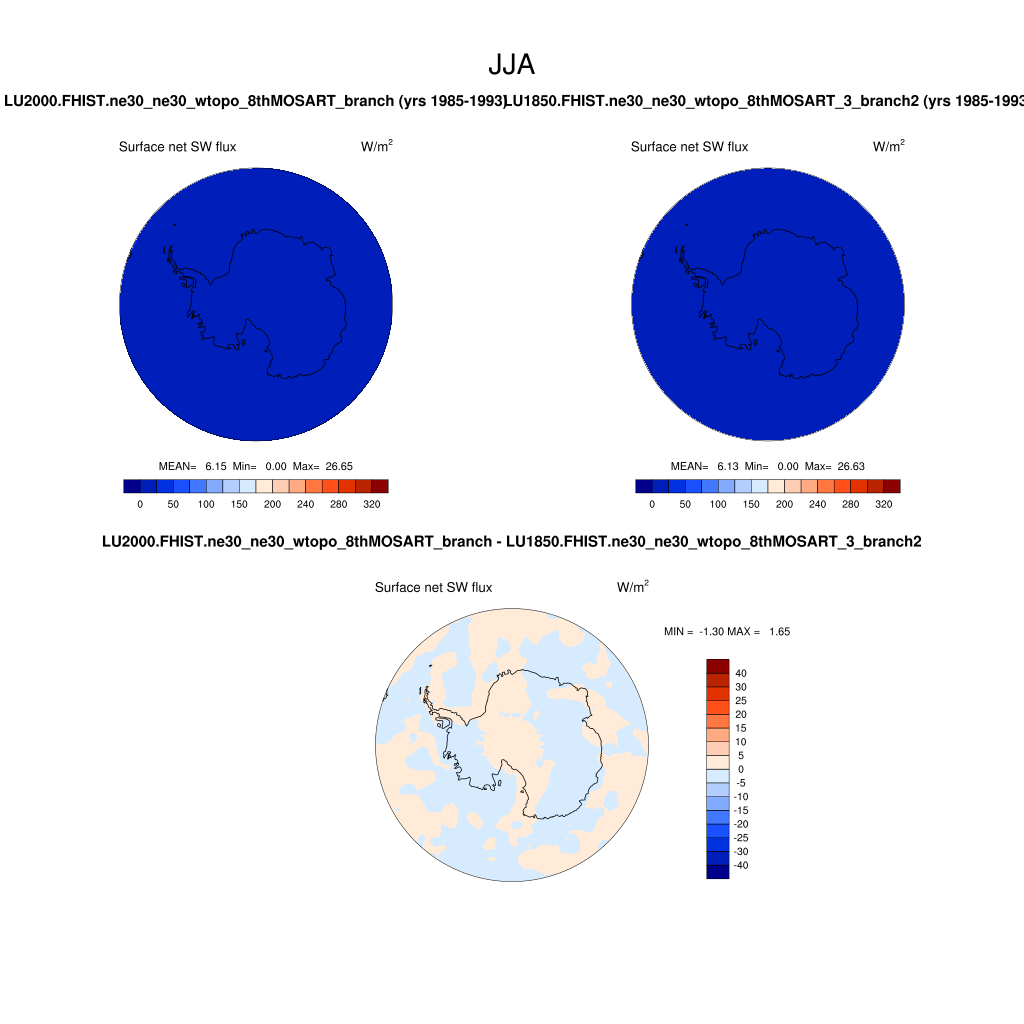 JJA
LU2000.FHIST.ne30_ne30_wtopo_8thMOSART_branch (yrs 1985-1993)
LU1850.FHIST.ne30_ne30_wtopo_8thMOSART_3_branch2 (yrs 1985-1993
Surface net SW flux W/m²
Surface net SW flux W/m²
MEAN= 6.15 Min= 0.00 Max= 26.65
MEAN= 6.13 Min= 0.00 Max= 26.63
0 50 100 150 200 240 280 320
0 50 100 150 200 240 280 320
LU2000.FHIST.ne30_ne30_wtopo_8thMOSART_branch - LU1850.FHIST.ne30_ne30_wtopo_8thMOSART_3_branch2
Surface net SW flux W/m²
MIN = -1.30 MAX = 1.65
40
30
25
20
15
10
5
0
-5
-10
-15
-20
-25
-30
-40